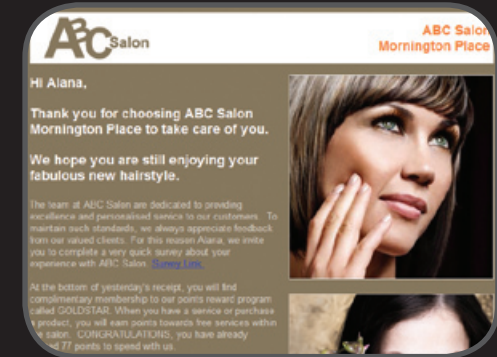 ABC Salon
ABC Salon
Mornington Place
Hi Alana,
Thank you for choosing ABC Salon
Mornington Place to take care of you.
We hope you are still enjoying your
fabulous new hairstyle.
The team at ABC Salon are dedicated to providing
excellence and personalised service to our customers. To
maintain such standards, we always appreciate feedback
from our valued clients. For this reason Alana, we invite
you to complete a very quick survey about your
experience with ABC Salon. Survey Link.
At the bottom of yesterday's receipt, you will find
complimentary membership to our points reward program
called GOLDSTAR. When you have a service or purchase
a product, you will earn points towards free services within
salon. CONGRATULATIONS, you have already
77 points to spend with us.